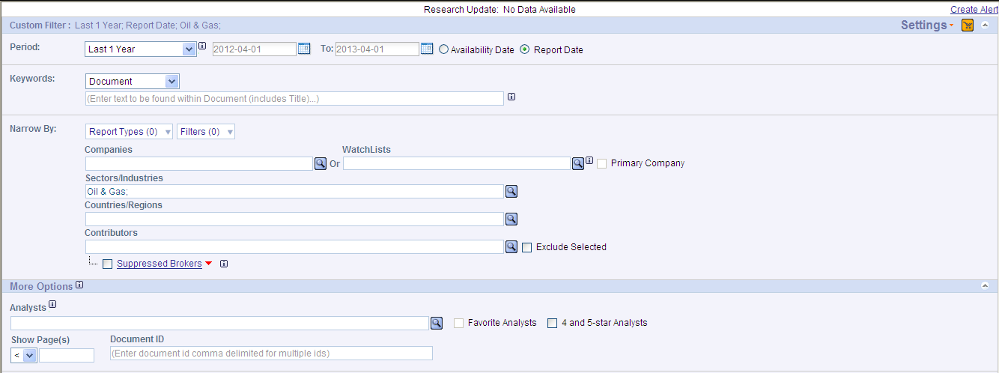 Research Update: No Data Available
Create Alert
Custom Filter : Last 1 Year; Report Date; Oil & Gas; Settings
Period: Last 1 Year 2012-04-01 To: 2013-04-01 Availability Date Report Date
Keywords: Document
(Enter text to be found within Document (includes Title)...)
Narrow By: Report Types (0) Filters (0)
Companies WatchLists
Or Primary Company
Sectors/Industries
Oil & Gas;
Countries/Regions
Contributors
Exclude Selected
Suppressed Brokers
More Options
Analysts
Favorite Analysts 4 and 5-star Analysts
Show Page(s) Document ID
< (Enter document id comma delimited for multiple ids)